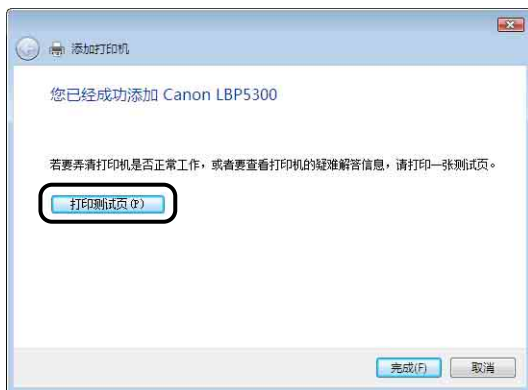 添加打印机
您已经成功添加 Canon LBP5300
若要弄清打印机是否正常工作，或者要查看打印机的疑难解答信息，请打印一张测试页。
打印测试页(P)
完成(F) 取消